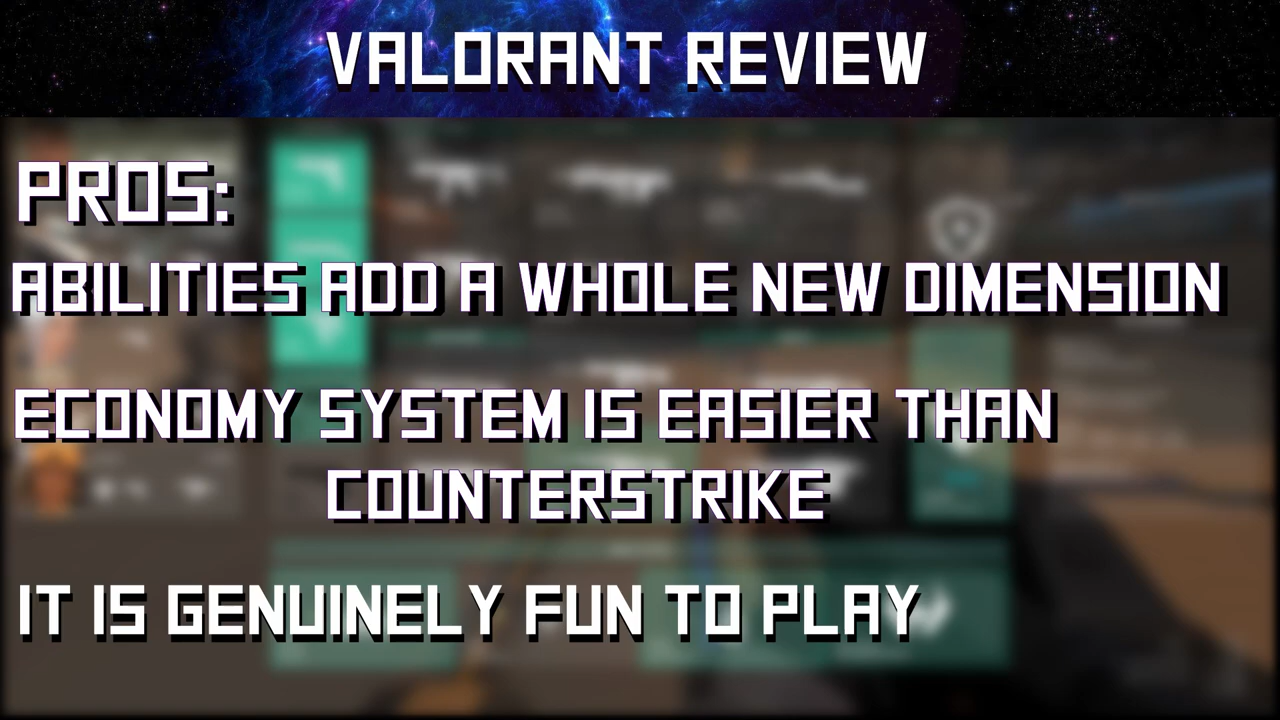 VALORANT REVIEW
PROS:
ABILITIES ADD A WHOLE NEW DIMENSION
ECONOMY SYSTEM IS EASIER THAN
COUNTERSTRIKE
IT IS GENUINELY FUN TO PLAY